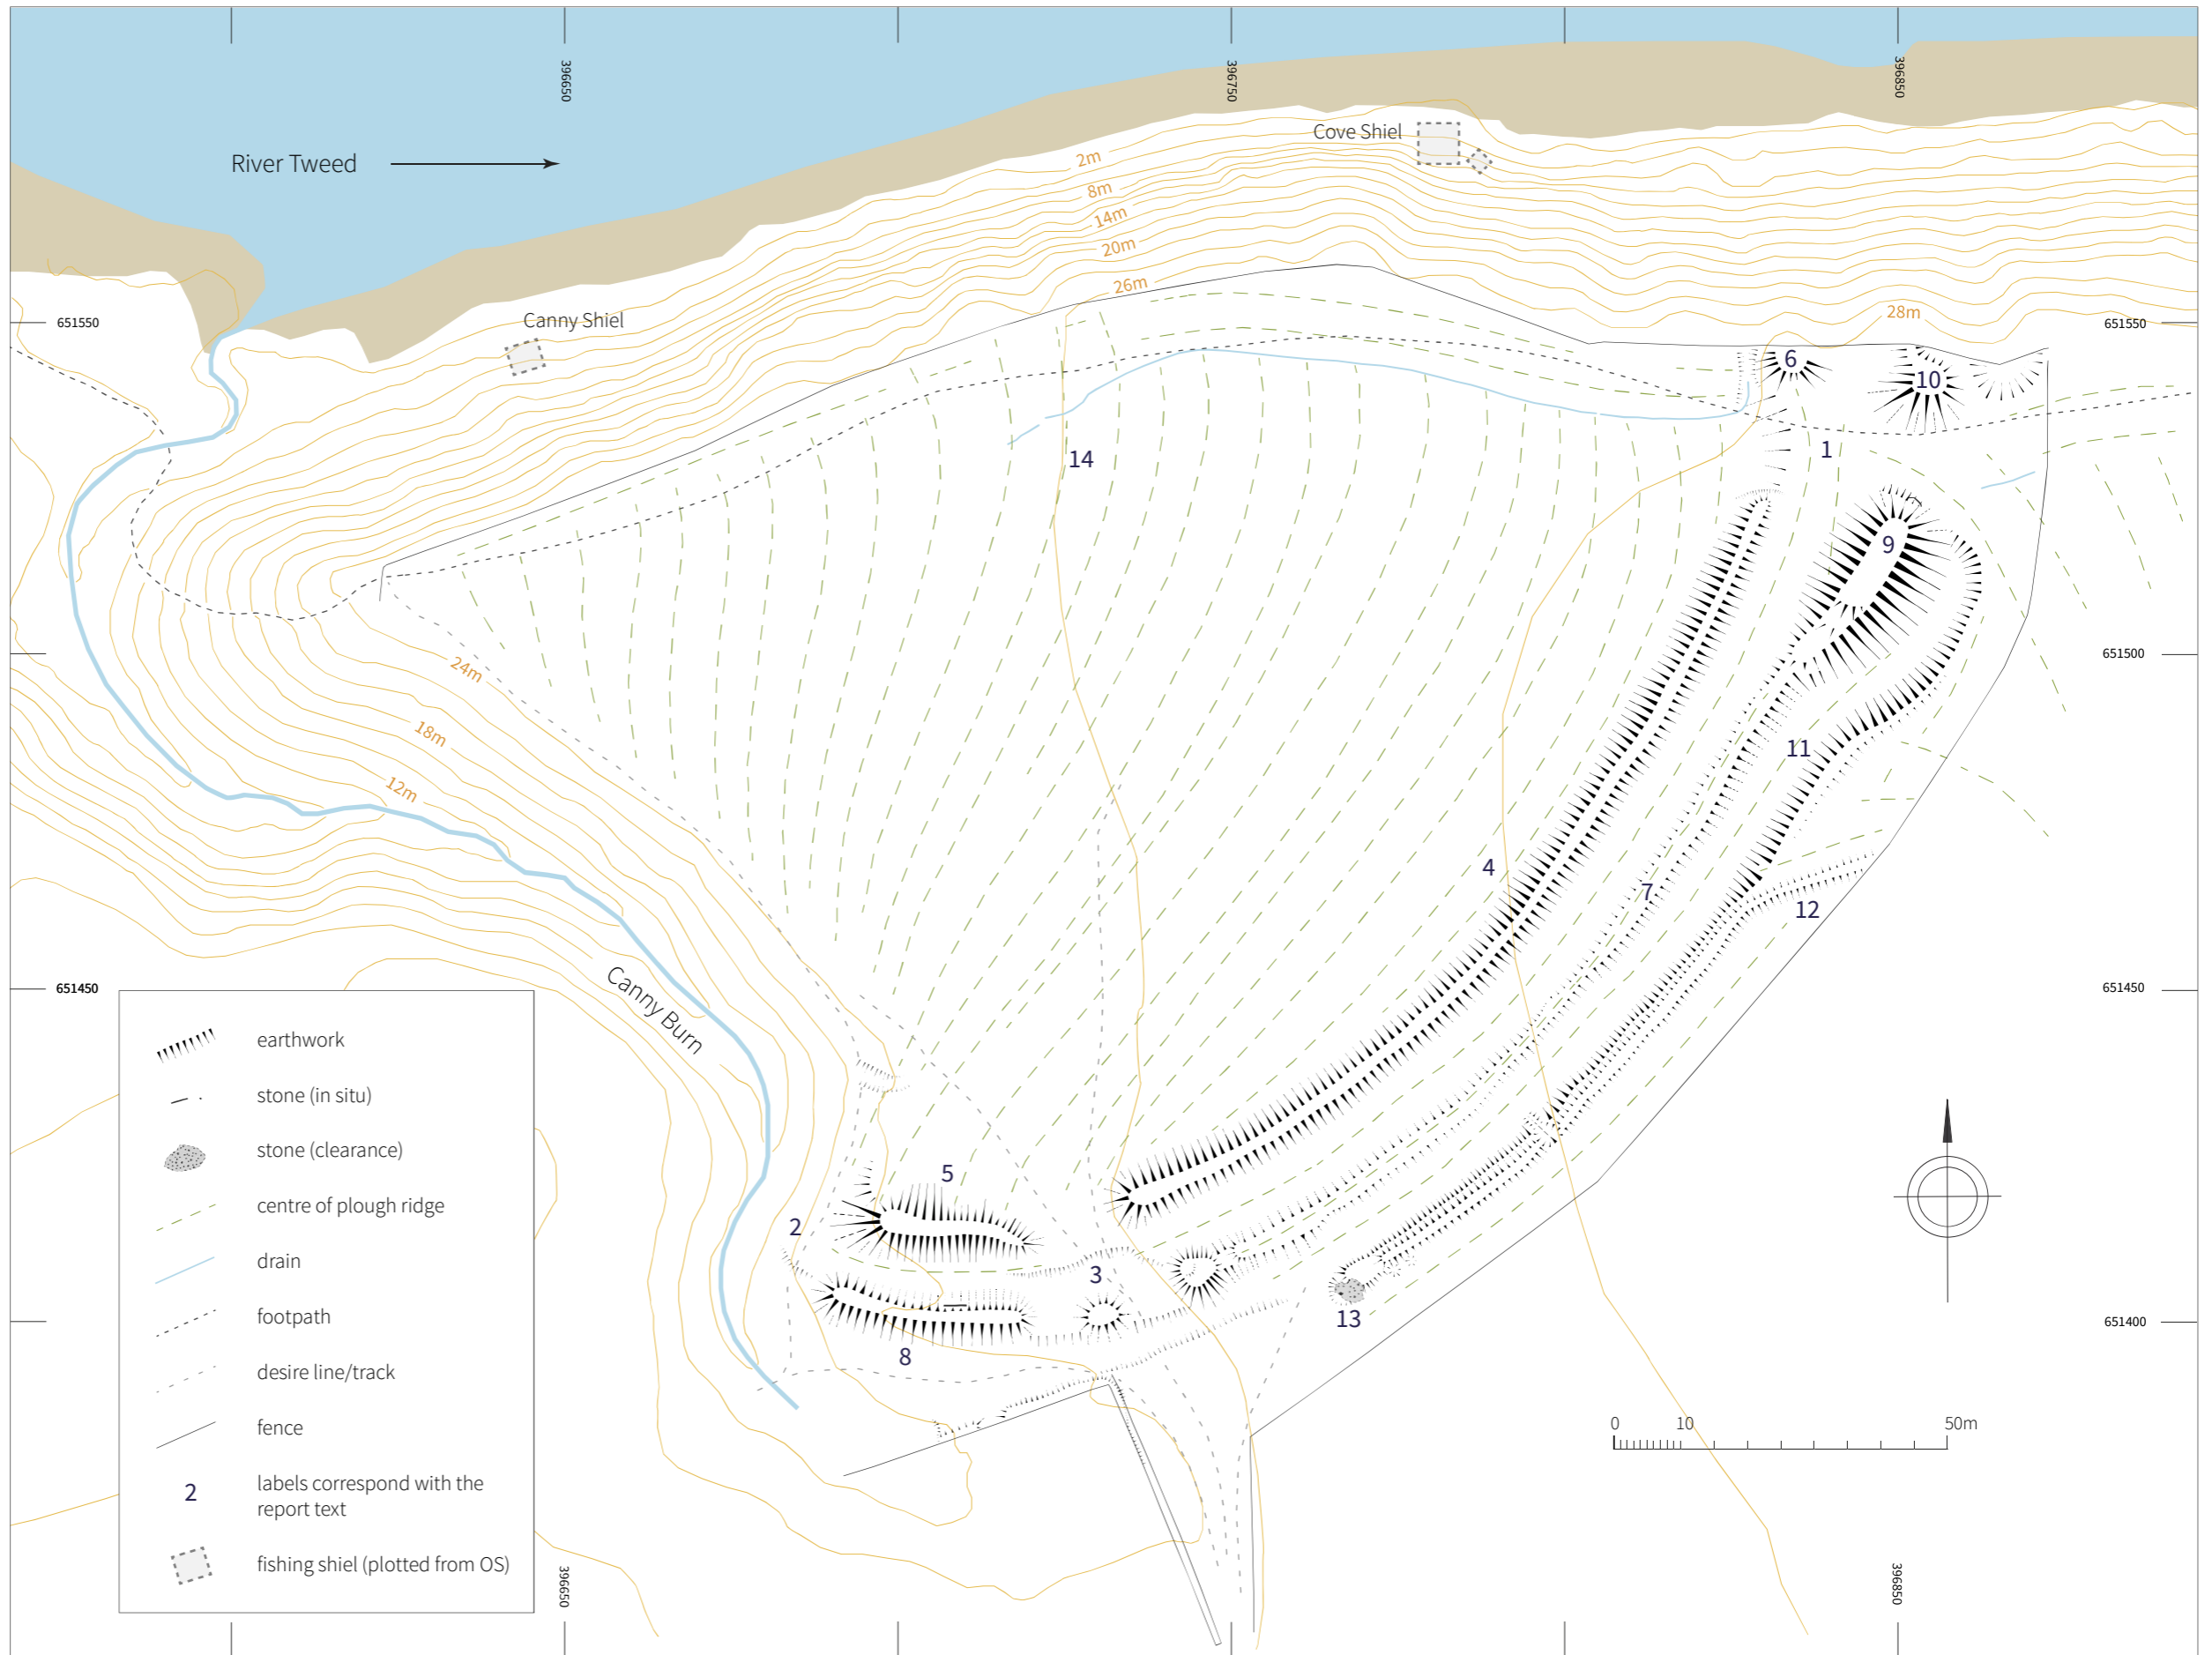 396650
396750
396850
Cove Shiel
River Tweed
2m
8m
14m
20m
26m
28m
Canny Shiel
651550
651550
6
10
1
14
9
651500
24m
18m
11
12m
4
7
12
651450
651450
Canny Burn
5
2
3
13
651400
8
earthwork
stone (in situ)
stone (clearance)
centre of plough ridge
drain
footpath
desire line/track
fence
2
labels correspond with the
report text
fishing shiel (plotted from OS)
0 10 50m
396650
396850